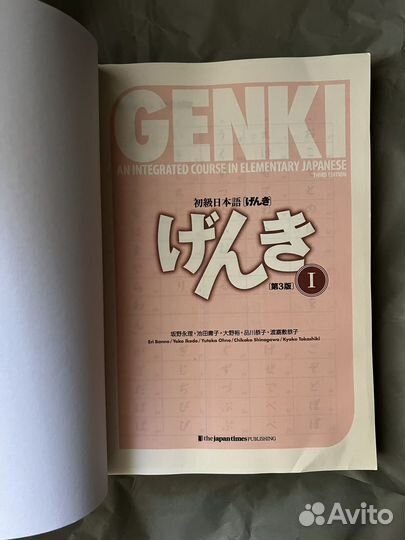 GENKI
AN INTEGRATED COURSE IN ELEMENTARY JAPANESE
THIRD EDITION
初級日本語[げんき]
げんき
[第3版]
I
坂野永理・池田庸子・大野裕・品川恭子・渡嘉敷恭子
Eri Banno / Yoko Ikeda / Yutaka Ohno / Chikako Shinagawa / Kyoko Tokashiki
the japan times PUBLISHING
Avito